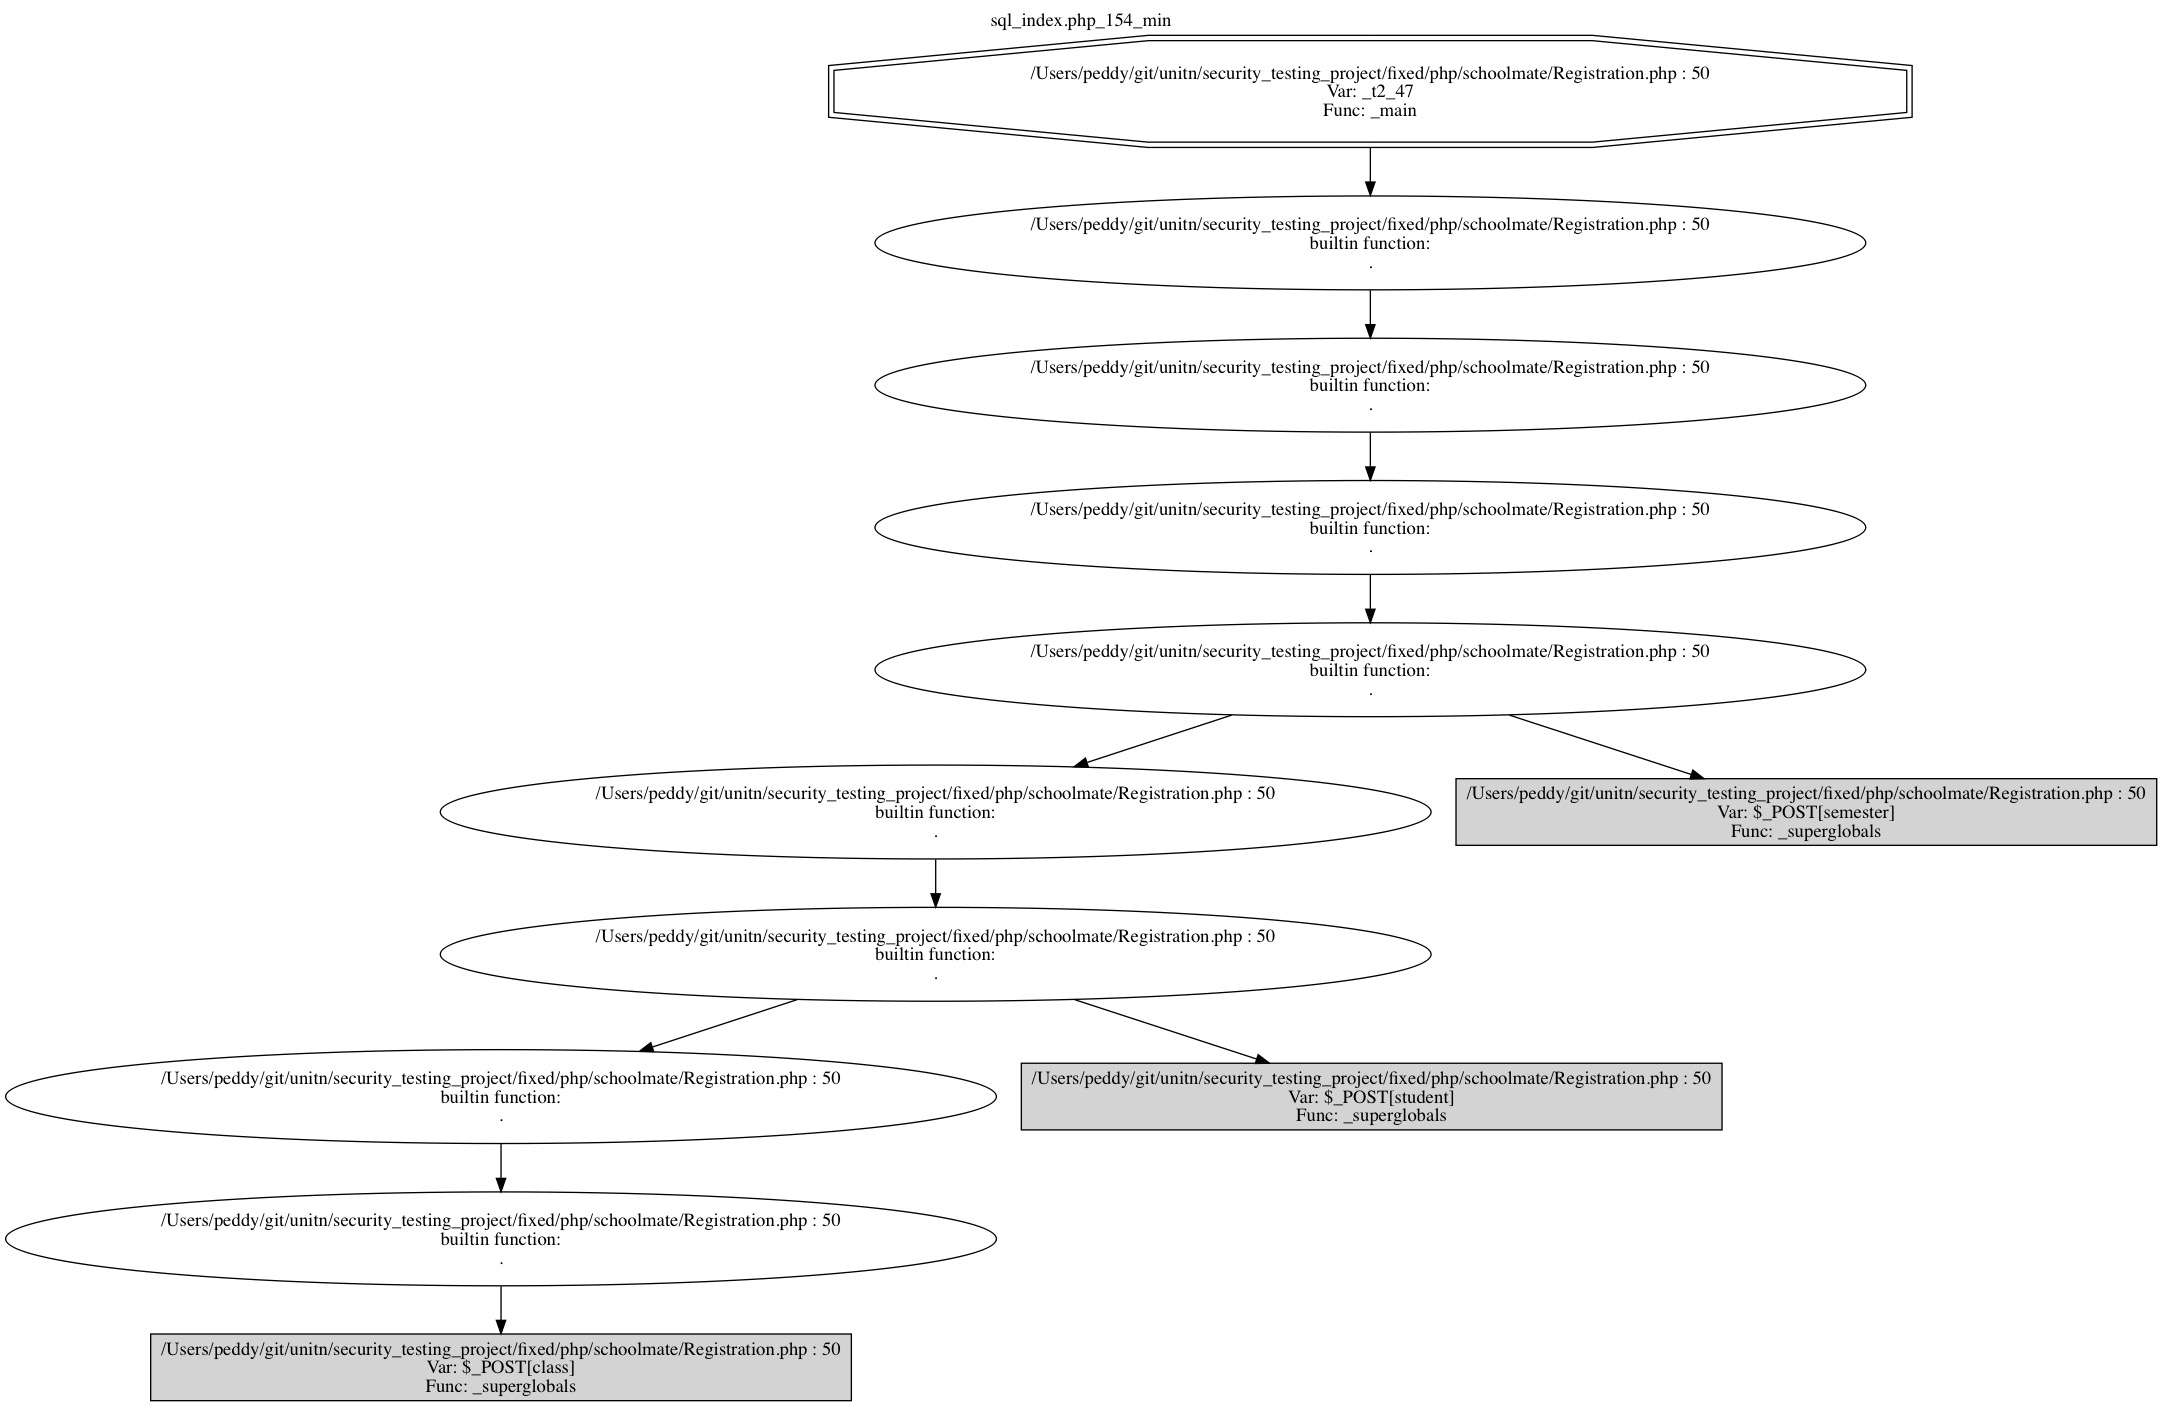 sql_index.php_154_min
/Users/peddy/git/unitn/security_testing_project/fixed/php/schoolmate/Registration.php : 50
Var: _t2_47
Func: _main
/Users/peddy/git/unitn/security_testing_project/fixed/php/schoolmate/Registration.php : 50
builtin function:
.
/Users/peddy/git/unitn/security_testing_project/fixed/php/schoolmate/Registration.php : 50
builtin function:
.
/Users/peddy/git/unitn/security_testing_project/fixed/php/schoolmate/Registration.php : 50
builtin function:
.
/Users/peddy/git/unitn/security_testing_project/fixed/php/schoolmate/Registration.php : 50
builtin function:
.
/Users/peddy/git/unitn/security_testing_project/fixed/php/schoolmate/Registration.php : 50
builtin function:
.
/Users/peddy/git/unitn/security_testing_project/fixed/php/schoolmate/Registration.php : 50
Var: $_POST[semester]
Func: _superglobals
/Users/peddy/git/unitn/security_testing_project/fixed/php/schoolmate/Registration.php : 50
builtin function:
.
/Users/peddy/git/unitn/security_testing_project/fixed/php/schoolmate/Registration.php : 50
builtin function:
.
/Users/peddy/git/unitn/security_testing_project/fixed/php/schoolmate/Registration.php : 50
Var: $_POST[student]
Func: _superglobals
/Users/peddy/git/unitn/security_testing_project/fixed/php/schoolmate/Registration.php : 50
builtin function:
.
/Users/peddy/git/unitn/security_testing_project/fixed/php/schoolmate/Registration.php : 50
Var: $_POST[class]
Func: _superglobals